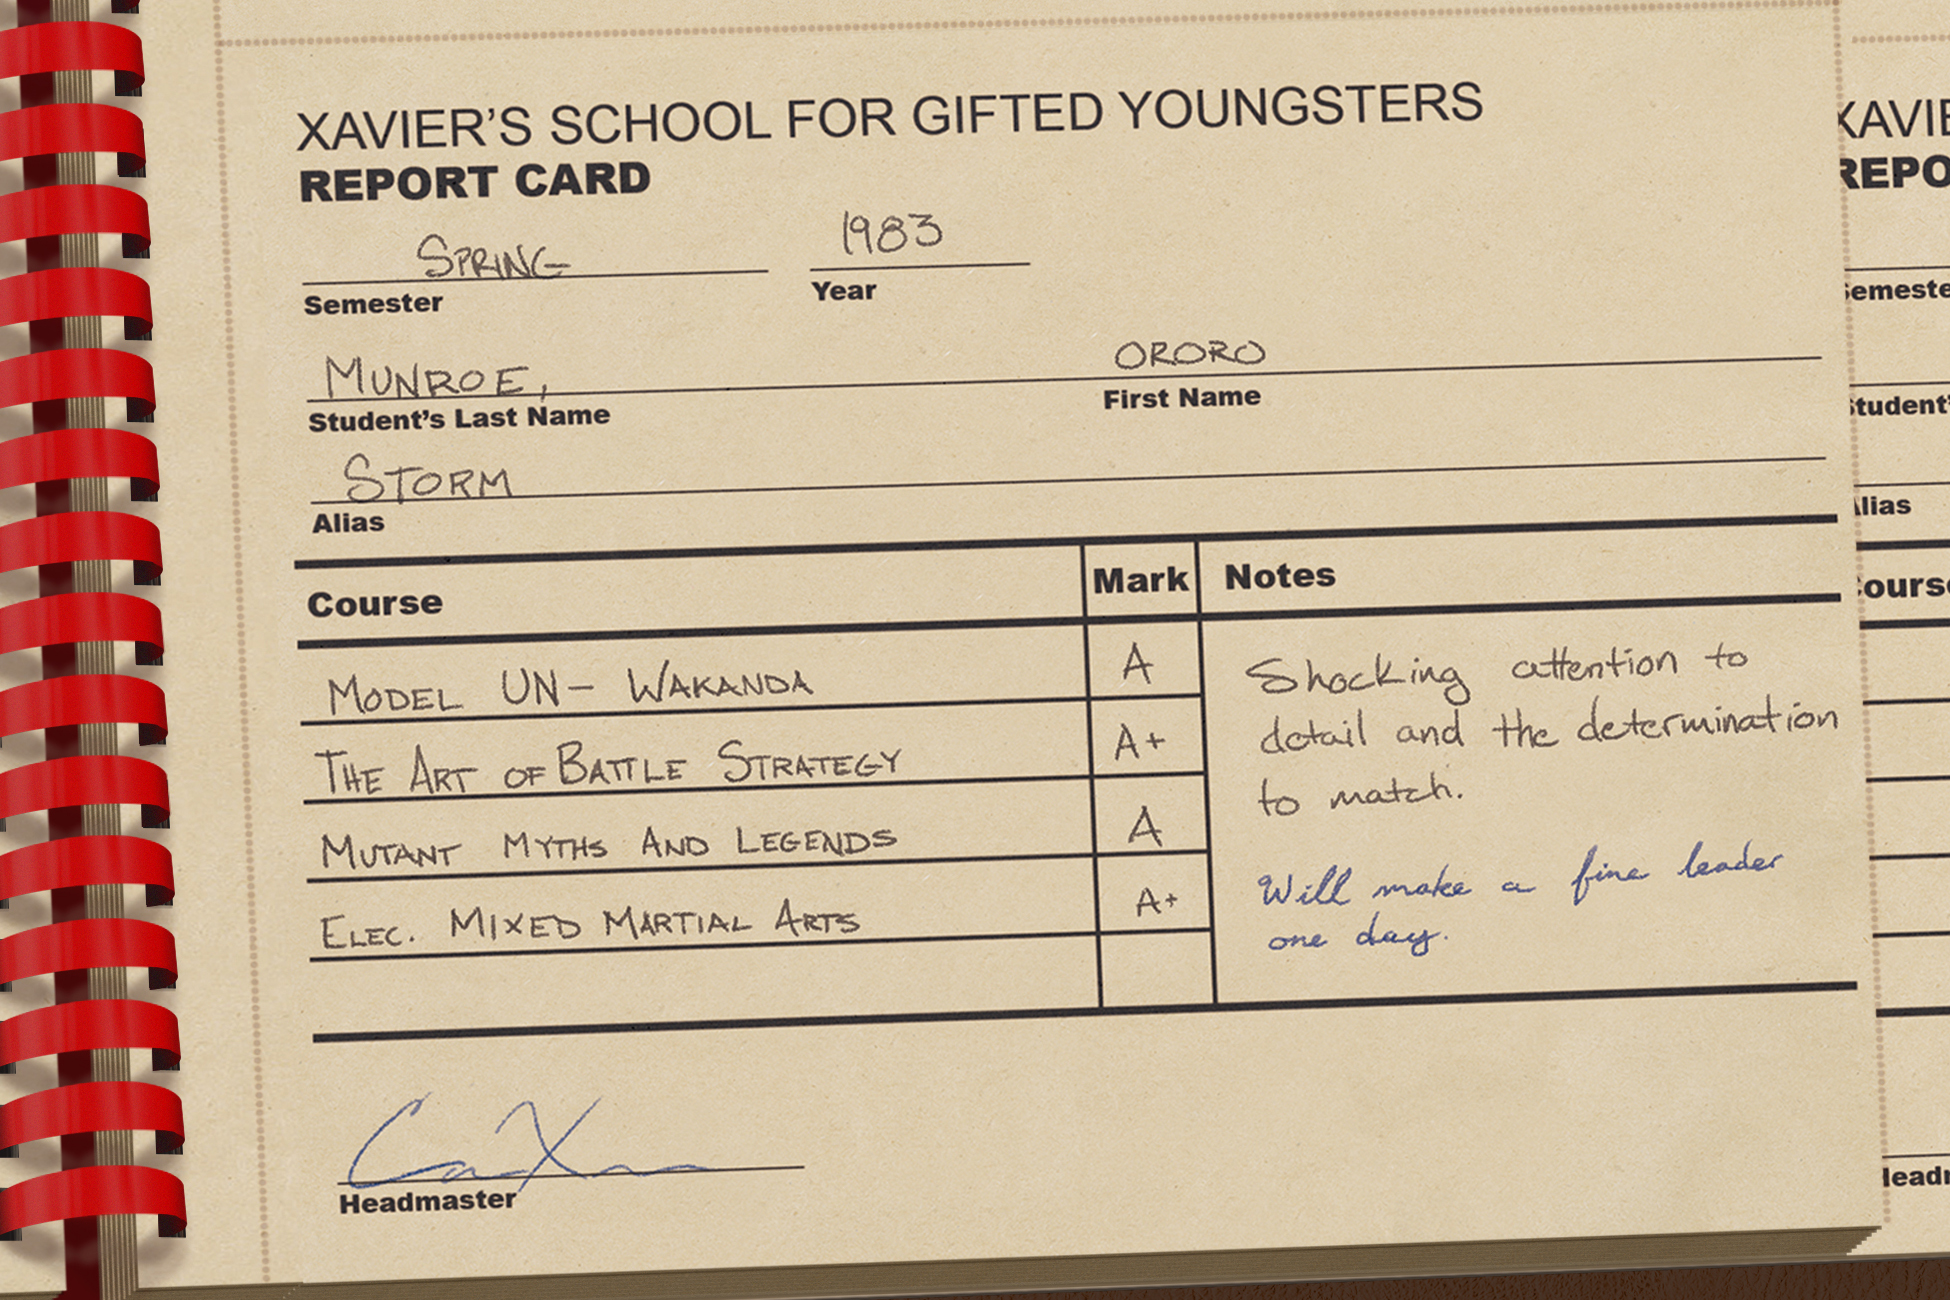 XAVIER'S SCHOOL FOR GIFTED YOUNGSTERS
REPORT CARD
SPRING 1983
Semester Year
MUNROE, ORORO
Student's Last Name First Name
STORM
Alias
Course Mark Notes
MODEL UN- WAKANDA A
THE ART OF BATTLE STRATEGY A+
MUTANT MYTHS AND LEGENDS A
ELEC. MIXED MARTIAL ARTS A+
Shocking attention to
detail and the determination
to match.
Will make a fine leader
one day.
Headmaster
XAVIE
REPO
Semeste
Student'
Alias
Course
Headm